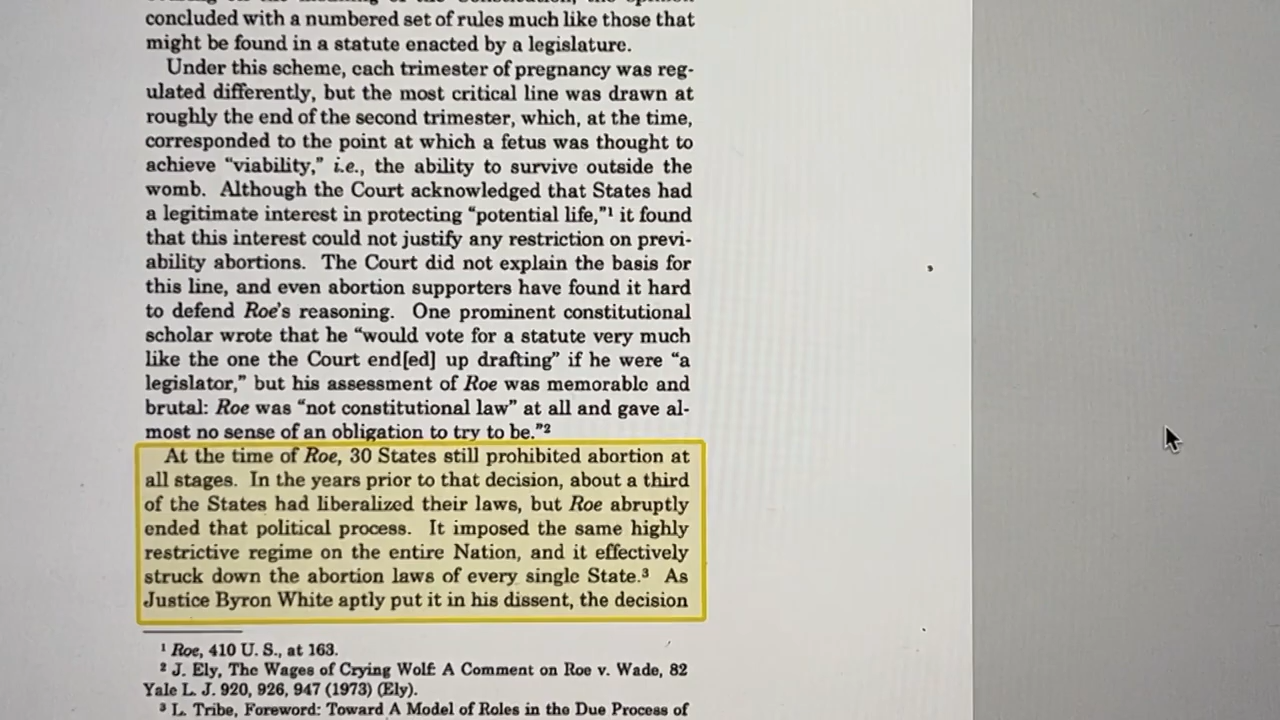 concluded with a numbered set of rules much like those that
might be found in a statute enacted by a legislature.
Under this scheme, each trimester of pregnancy was reg-
ulated differently, but the most critical line was drawn at
roughly the end of the second trimester, which, at the time,
corresponded to the point at which a fetus was thought to
achieve “viability,” i.e., the ability to survive outside the
womb. Although the Court acknowledged that States had
a legitimate interest in protecting “potential life,”¹ it found
that this interest could not justify any restriction on previ-
ability abortions. The Court did not explain the basis for
this line, and even abortion supporters have found it hard
to defend Roe’s reasoning. One prominent constitutional
scholar wrote that he “would vote for a statute very much
like the one the Court end[ed] up drafting” if he were “a
legislator,” but his assessment of Roe was memorable and
brutal: Roe was “not constitutional law” at all and gave al-
most no sense of an obligation to try to be.”²
At the time of Roe, 30 States still prohibited abortion at
all stages. In the years prior to that decision, about a third
of the States had liberalized their laws, but Roe abruptly
ended that political process. It imposed the same highly
restrictive regime on the entire Nation, and it effectively
struck down the abortion laws of every single State.³ As
Justice Byron White aptly put it in his dissent, the decision
¹ Roe, 410 U. S., at 163.
² J. Ely, The Wages of Crying Wolf: A Comment on Roe v. Wade, 82
Yale L. J. 920, 926, 947 (1973) (Ely).
³ L. Tribe, Foreword: Toward A Model of Roles in the Due Process of